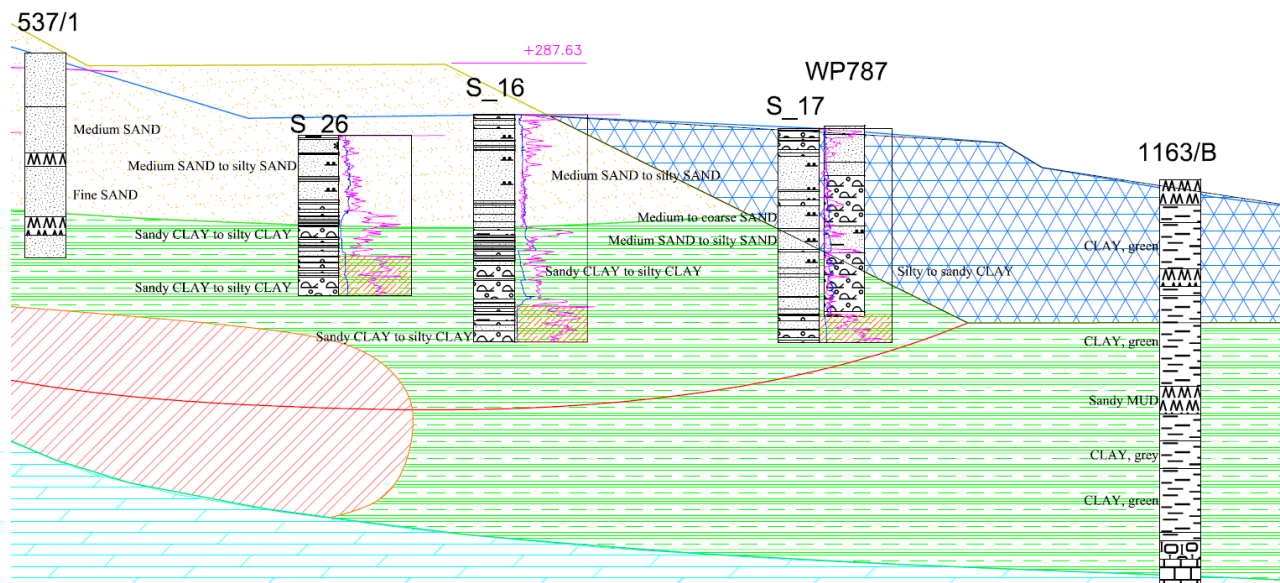 537/1
+287.63
WP787
S_16
S_17
S_26
1163/B
Medium SAND
Medium SAND to silty SAND
Medium SAND to silty SAND
Fine SAND
Medium to coarse SAND
Sandy CLAY to silty CLAY
Medium SAND to silty SAND
CLAY, green
Sandy CLAY to silty CLAY
Silty to sandy CLAY
Sandy CLAY to silty CLAY
Sandy CLAY to silty CLAY
CLAY, green
Sandy MUD
CLAY, grey
CLAY, green